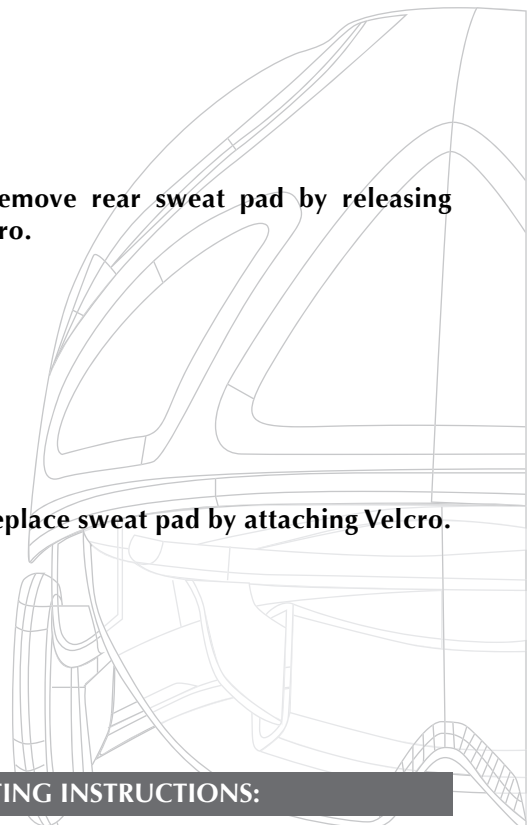 emove rear sweat pad by releasing
ro.
eplace sweat pad by attaching Velcro.
TING INSTRUCTIONS: